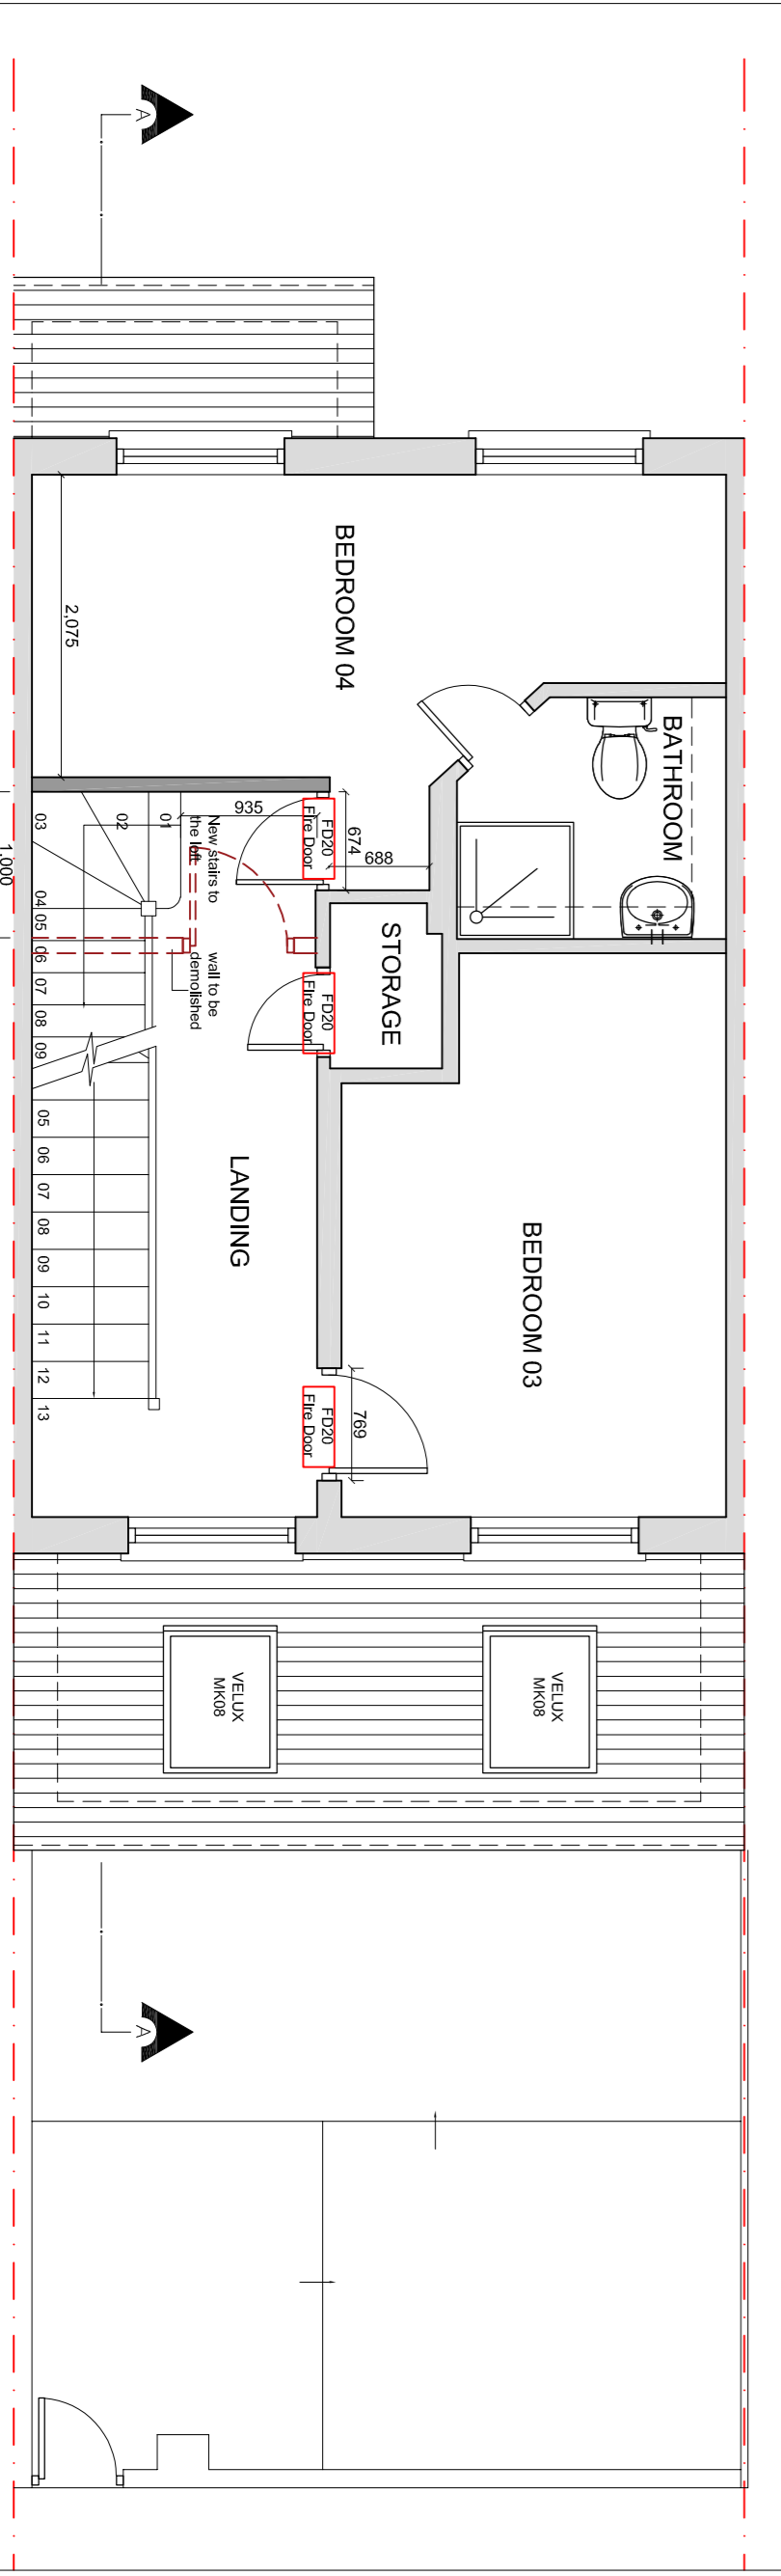 A
BEDROOM 04
2,075
BATHROOM
935
674
688
FD20
Fire Door
New stairs to
the loft
wall to be
demolished
01
02
03
04
05
06
07
08
09
STORAGE
FD20
Fire Door
05
06
07
08
09
10
11
12
13
1,000
LANDING
BEDROOM 03
769
FD20
Fire Door
VELUX
MK08
VELUX
MK08
A